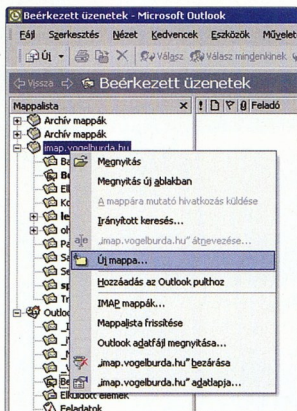 Beérkezett üzenetek - Microsoft Outlook
Fájl Szerkesztés Nézet Kedvencek Eszközök Műveletek
Új Válasz Válasz mindenkinek
Vissza Beérkezett üzenetek
Mappalista
Feladó
Archív mappák
Archív mappák
imap.vogelburda.hu
Megnyitás
Megnyitás új ablakban
A mappára mutató hivatkozás küldése
Irányított keresés...
„imap.vogelburda.hu" átnevezése...
Új mappa...
Hozzáadás az Outlook pulthoz
IMAP mappák...
Mappalista frissítése
Outlook adatfájl megnyitása...
„imap.vogelburda.hu" bezárása
„imap.vogelburda.hu" adatlapja...
Elküldött elemek
Feladatok